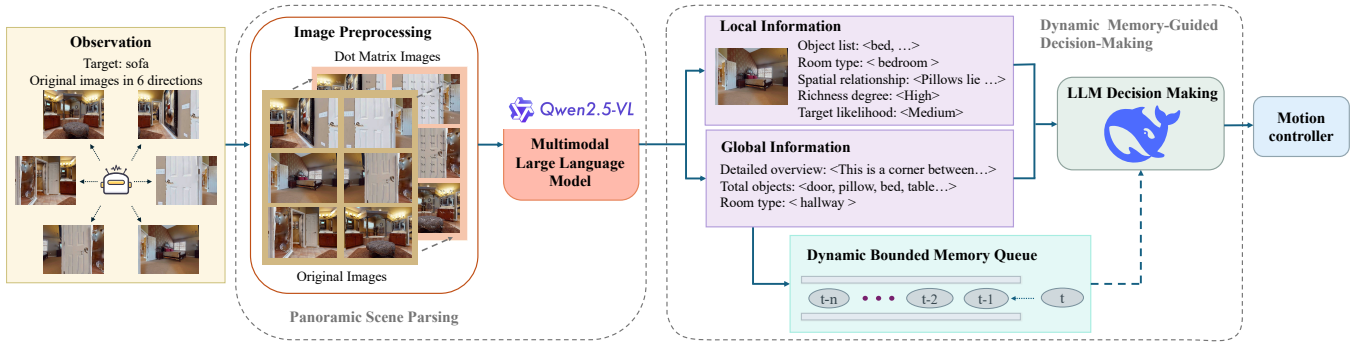 Observation
Target: sofa
Original images in 6 directions
Image Preprocessing
Dot Matrix Images
Original Images
Panoramic Scene Parsing
Qwen2.5-VL
Multimodal
Large Language
Model
Local Information
Object list: <bed, …>
Room type: < bedroom >
Spatial relationship: <Pillows lie …>
Richness degree: <High>
Target likelihood: <Medium>
Global Information
Detailed overview: <This is a corner between…>
Total objects: <door, pillow, bed, table…>
Room type: < hallway >
Dynamic Bounded Memory Queue
t-n • • • t-2 t-1 t
Dynamic Memory-Guided
Decision-Making
LLM Decision Making
Motion
controller